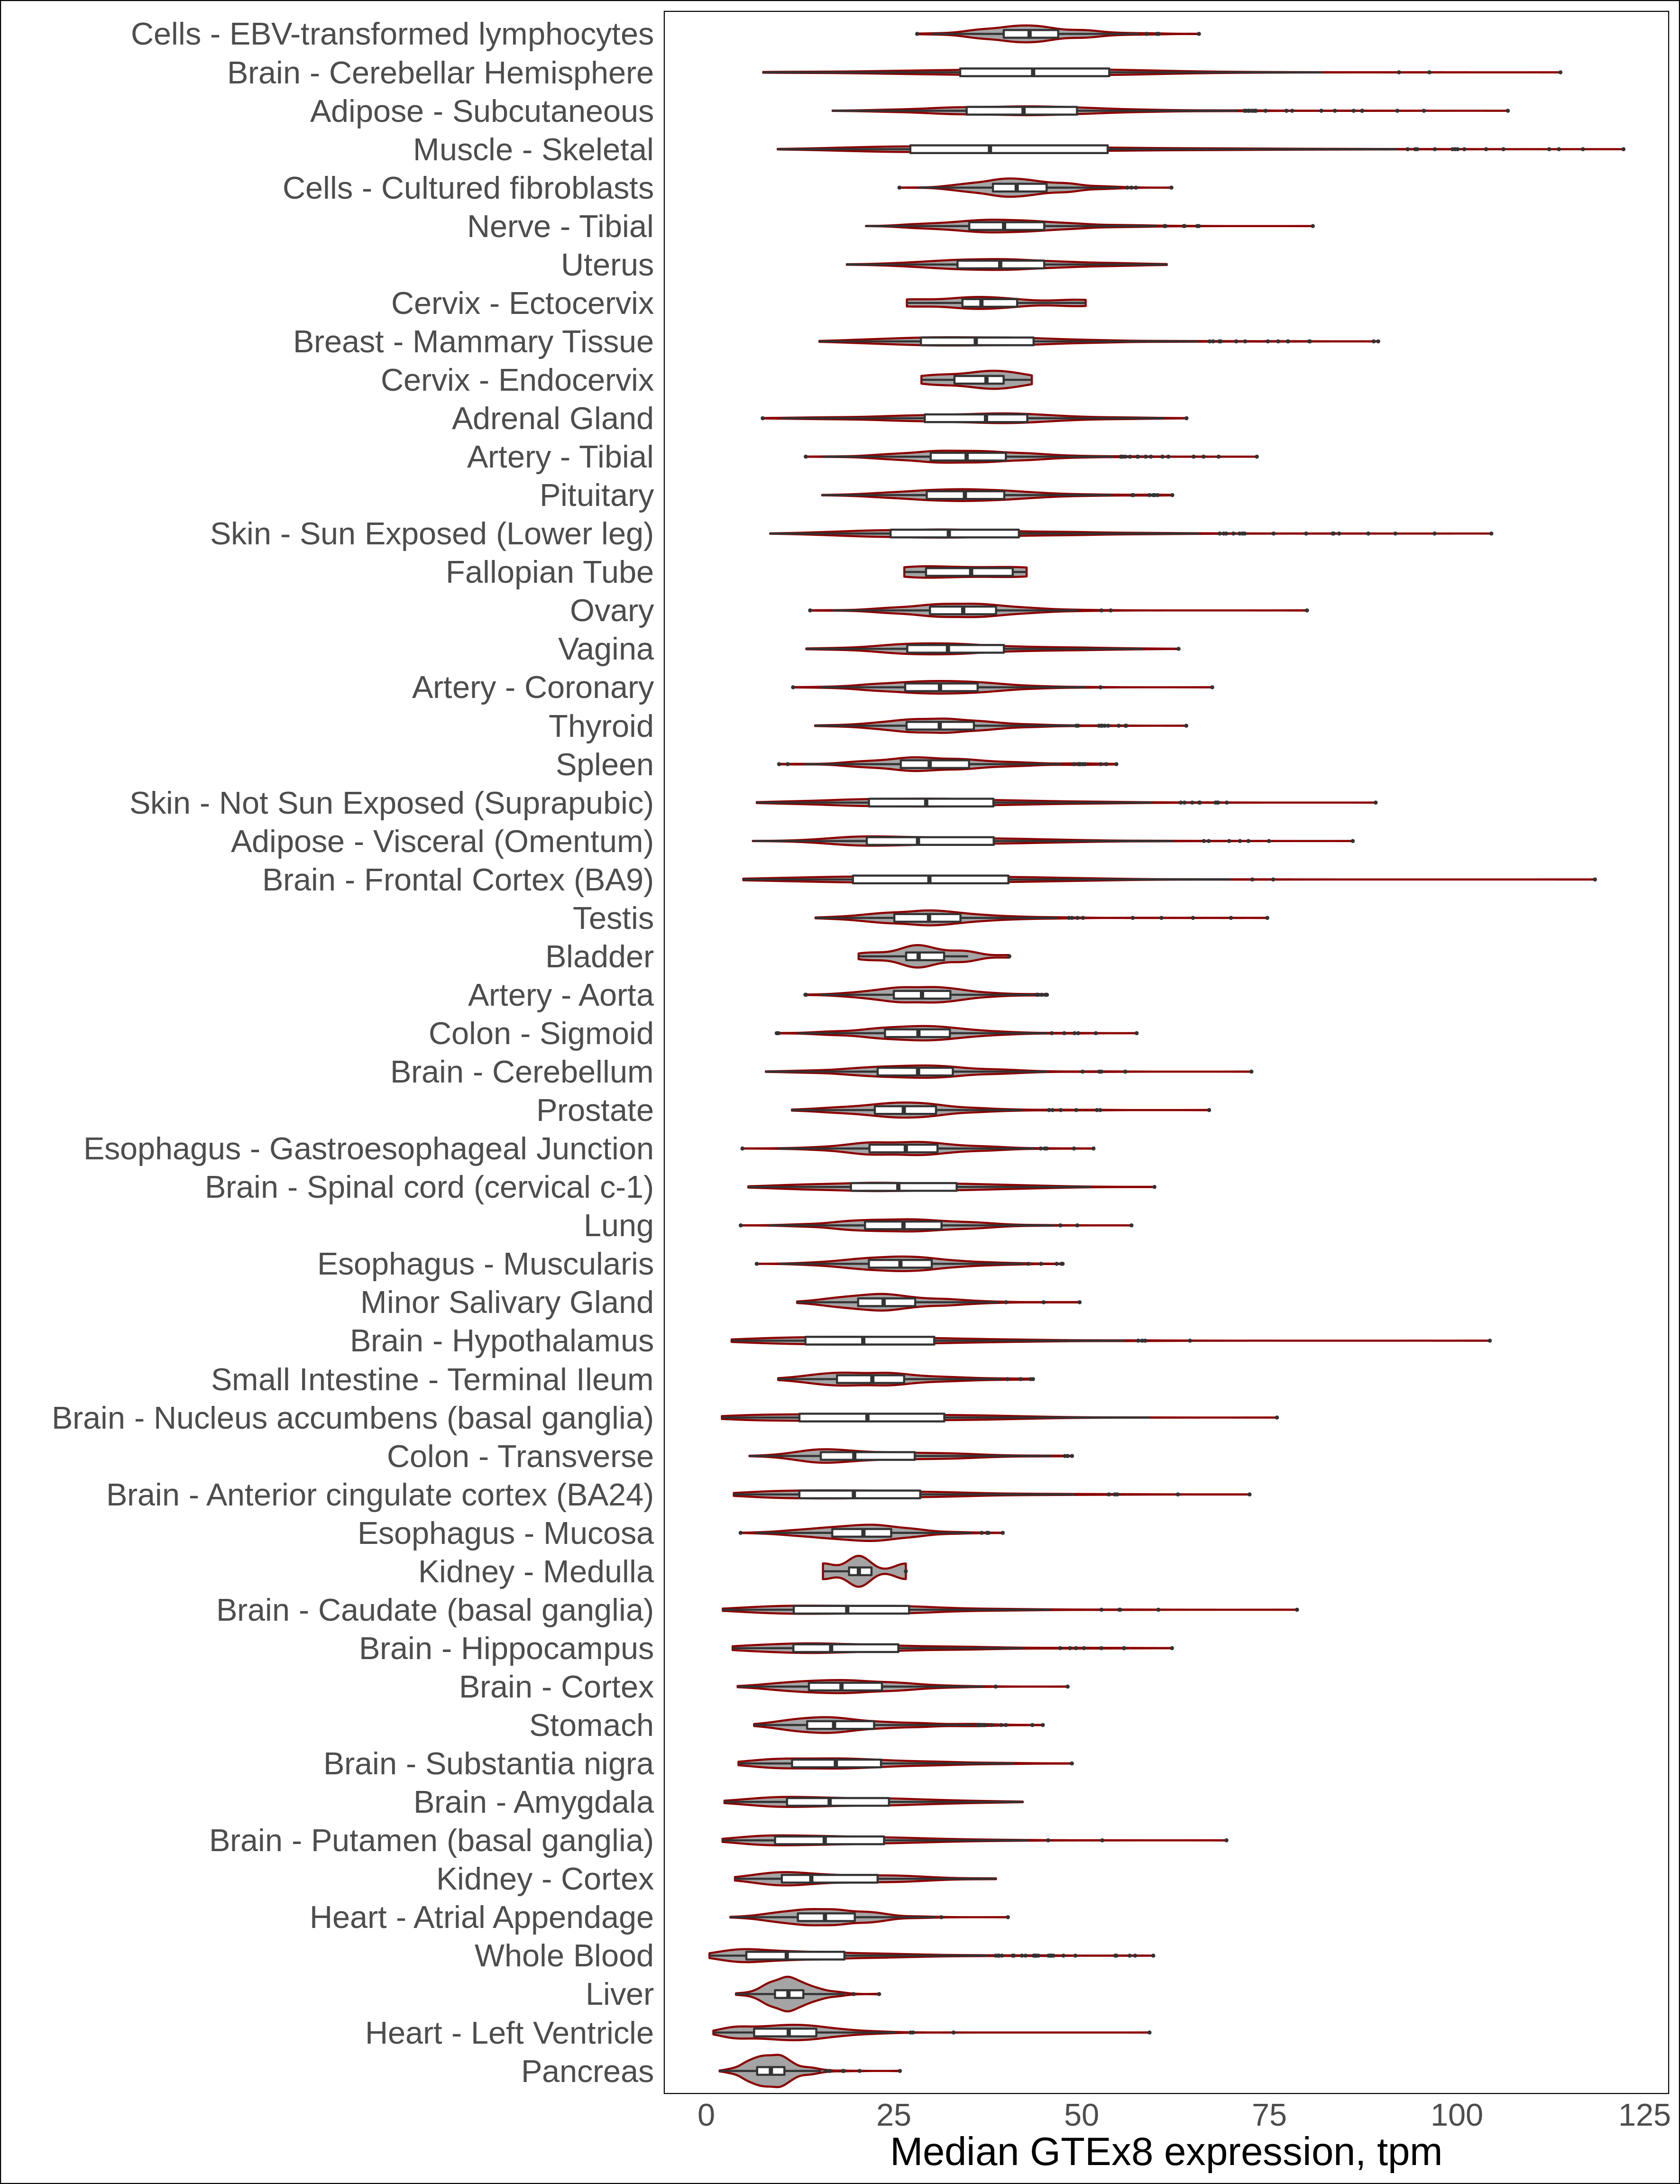 Cells - EBV-transformed lymphocytes
Brain - Cerebellar Hemisphere
Adipose - Subcutaneous
Muscle - Skeletal
Cells - Cultured fibroblasts
Nerve - Tibial
Uterus
Cervix - Ectocervix
Breast - Mammary Tissue
Cervix - Endocervix
Adrenal Gland
Artery - Tibial
Pituitary
Skin - Sun Exposed (Lower leg)
Fallopian Tube
Ovary
Vagina
Artery - Coronary
Thyroid
Spleen
Skin - Not Sun Exposed (Suprapubic)
Adipose - Visceral (Omentum)
Brain - Frontal Cortex (BA9)
Testis
Bladder
Artery - Aorta
Colon - Sigmoid
Brain - Cerebellum
Prostate
Esophagus - Gastroesophageal Junction
Brain - Spinal cord (cervical c-1)
Lung
Esophagus - Muscularis
Minor Salivary Gland
Brain - Hypothalamus
Small Intestine - Terminal Ileum
Brain - Nucleus accumbens (basal ganglia)
Colon - Transverse
Brain - Anterior cingulate cortex (BA24)
Esophagus - Mucosa
Kidney - Medulla
Brain - Caudate (basal ganglia)
Brain - Hippocampus
Brain - Cortex
Stomach
Brain - Substantia nigra
Brain - Amygdala
Brain - Putamen (basal ganglia)
Kidney - Cortex
Heart - Atrial Appendage
Whole Blood
Liver
Heart - Left Ventricle
Pancreas
0 25 50 75 100 125
Median GTEx8 expression, tpm